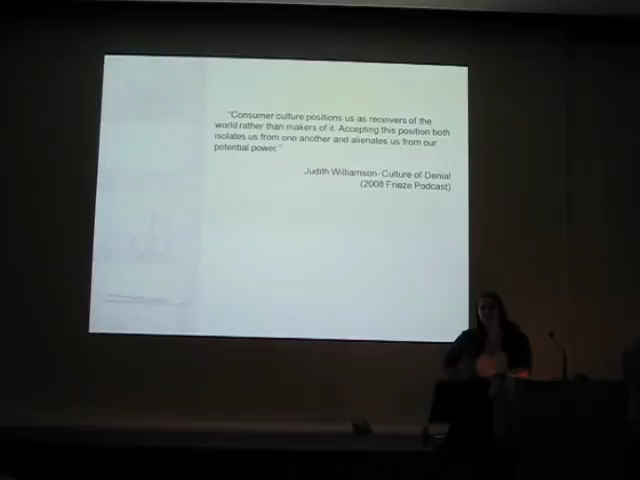 "Consumer culture positions us as receivers of the
world rather than makers of it. Accepting this position both
isolates us from one another and alienates us from our
potential power."
Judith Williamson- Culture of Denial
(2008 Frieze Podcast)